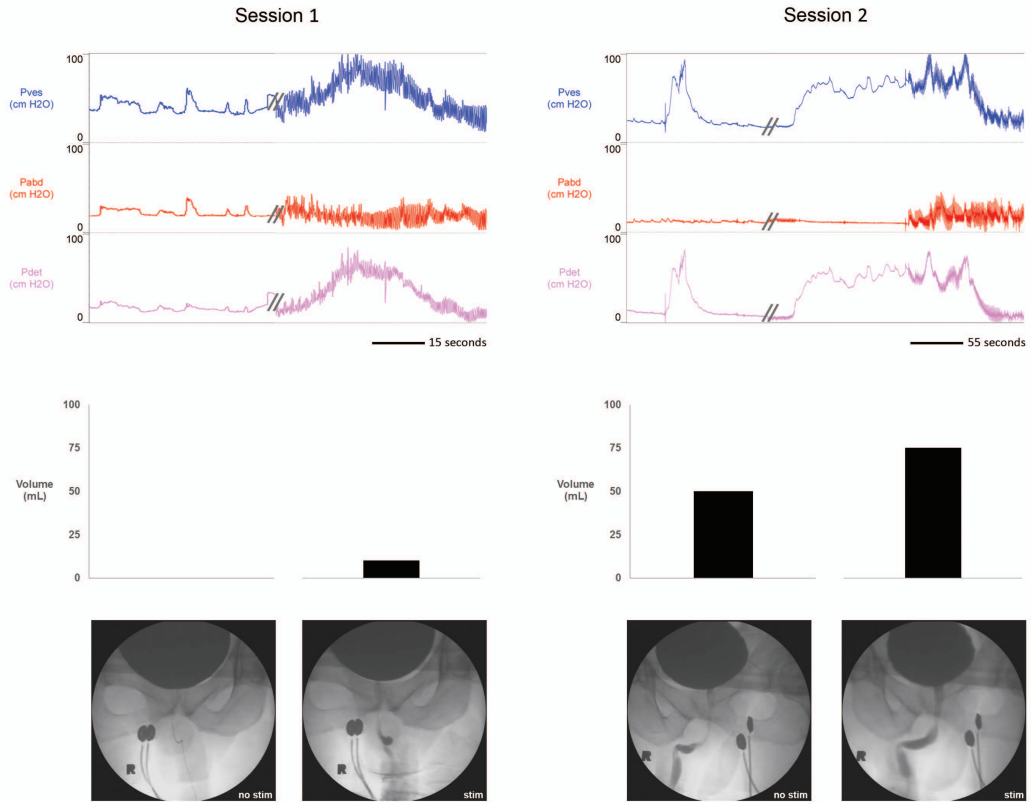 Session 1
Session 2
100
Pves
(cm H2O)
0
100
Pabd
(cm H2O)
0
100
Pdet
(cm H2O)
0
15 seconds
100
Pves
(cm H2O)
0
100
Pabd
(cm H2O)
0
100
Pdet
(cm H2O)
0
55 seconds
100
75
Volume
(mL)
50
25
0
100
75
Volume
(mL)
50
25
0
R
no stim
R
stim
R
no stim
R
stim